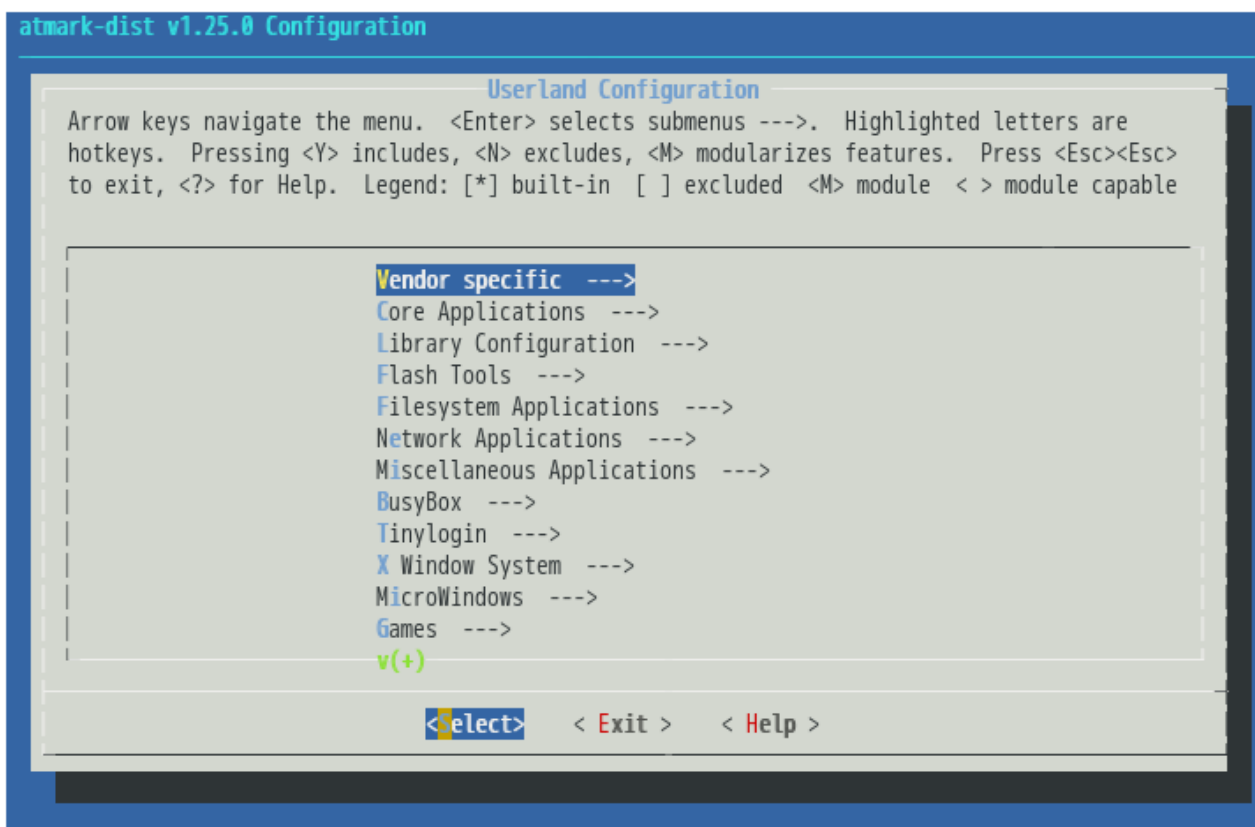 atmark-dist v1.25.0 Configuration
Userland Configuration
Arrow keys navigate the menu.  <Enter> selects submenus --->.  Highlighted letters are
hotkeys.  Pressing <Y> includes, <N> excludes, <M> modularizes features.  Press <Esc><Esc>
to exit, <?> for Help.  Legend: [*] built-in  [ ] excluded  <M> module  < > module capable
Vendor specific  --->
Core Applications  --->
Library Configuration  --->
Flash Tools  --->
Filesystem Applications  --->
Network Applications  --->
Miscellaneous Applications  --->
BusyBox  --->
Tinylogin  --->
X Window System  --->
MicroWindows  --->
Games  --->
v(+)
<Select>    < Exit >    < Help >